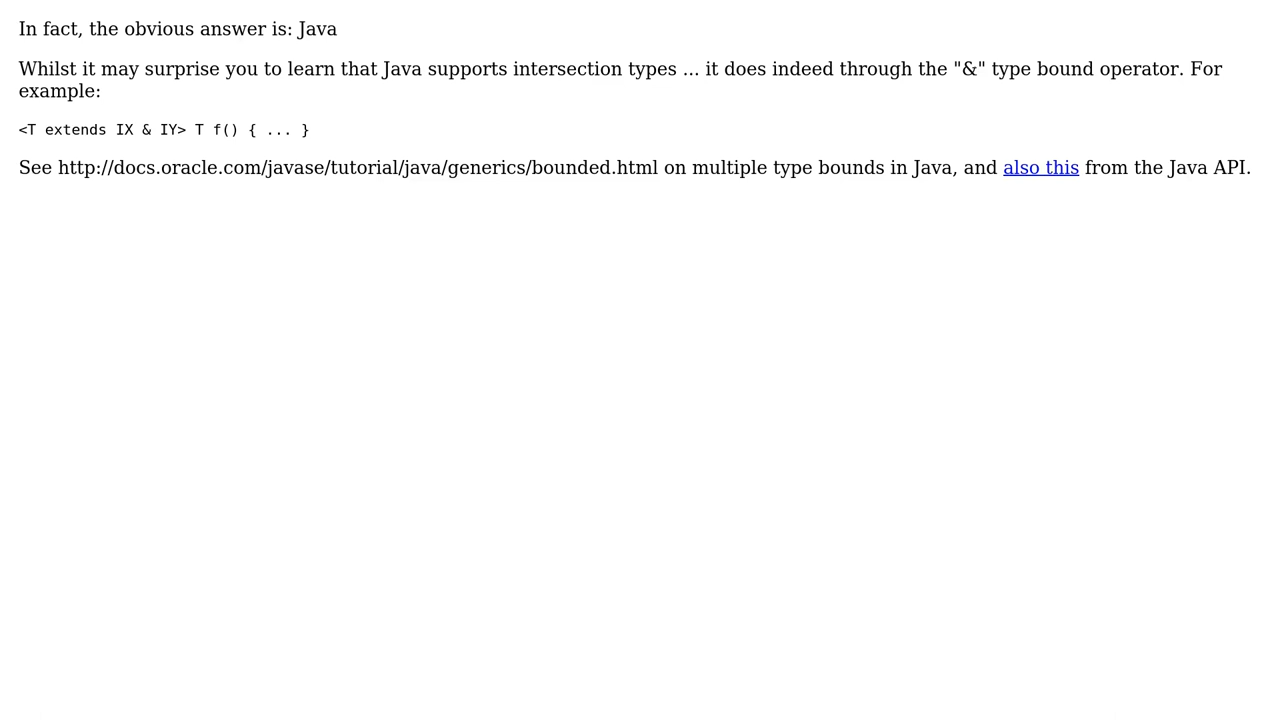 In fact, the obvious answer is: Java
Whilst it may surprise you to learn that Java supports intersection types ... it does indeed through the "&" type bound operator. For
example:
<T extends IX & IY> T f() { ... }
See http://docs.oracle.com/javase/tutorial/java/generics/bounded.html on multiple type bounds in Java, and also this from the Java API.